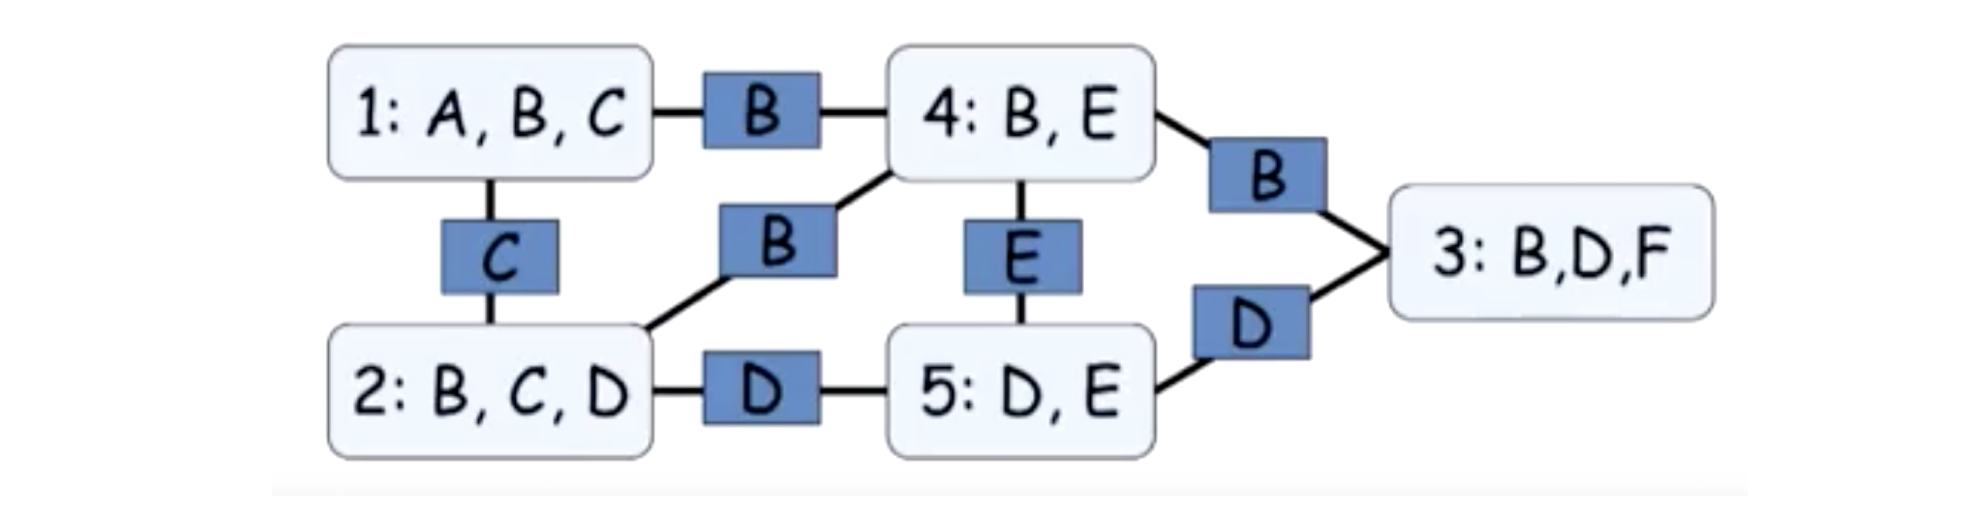 1: A, B, C
B
4: B, E
B
C
B
E
3: B,D,F
D
2: B, C, D
D
5: D, E